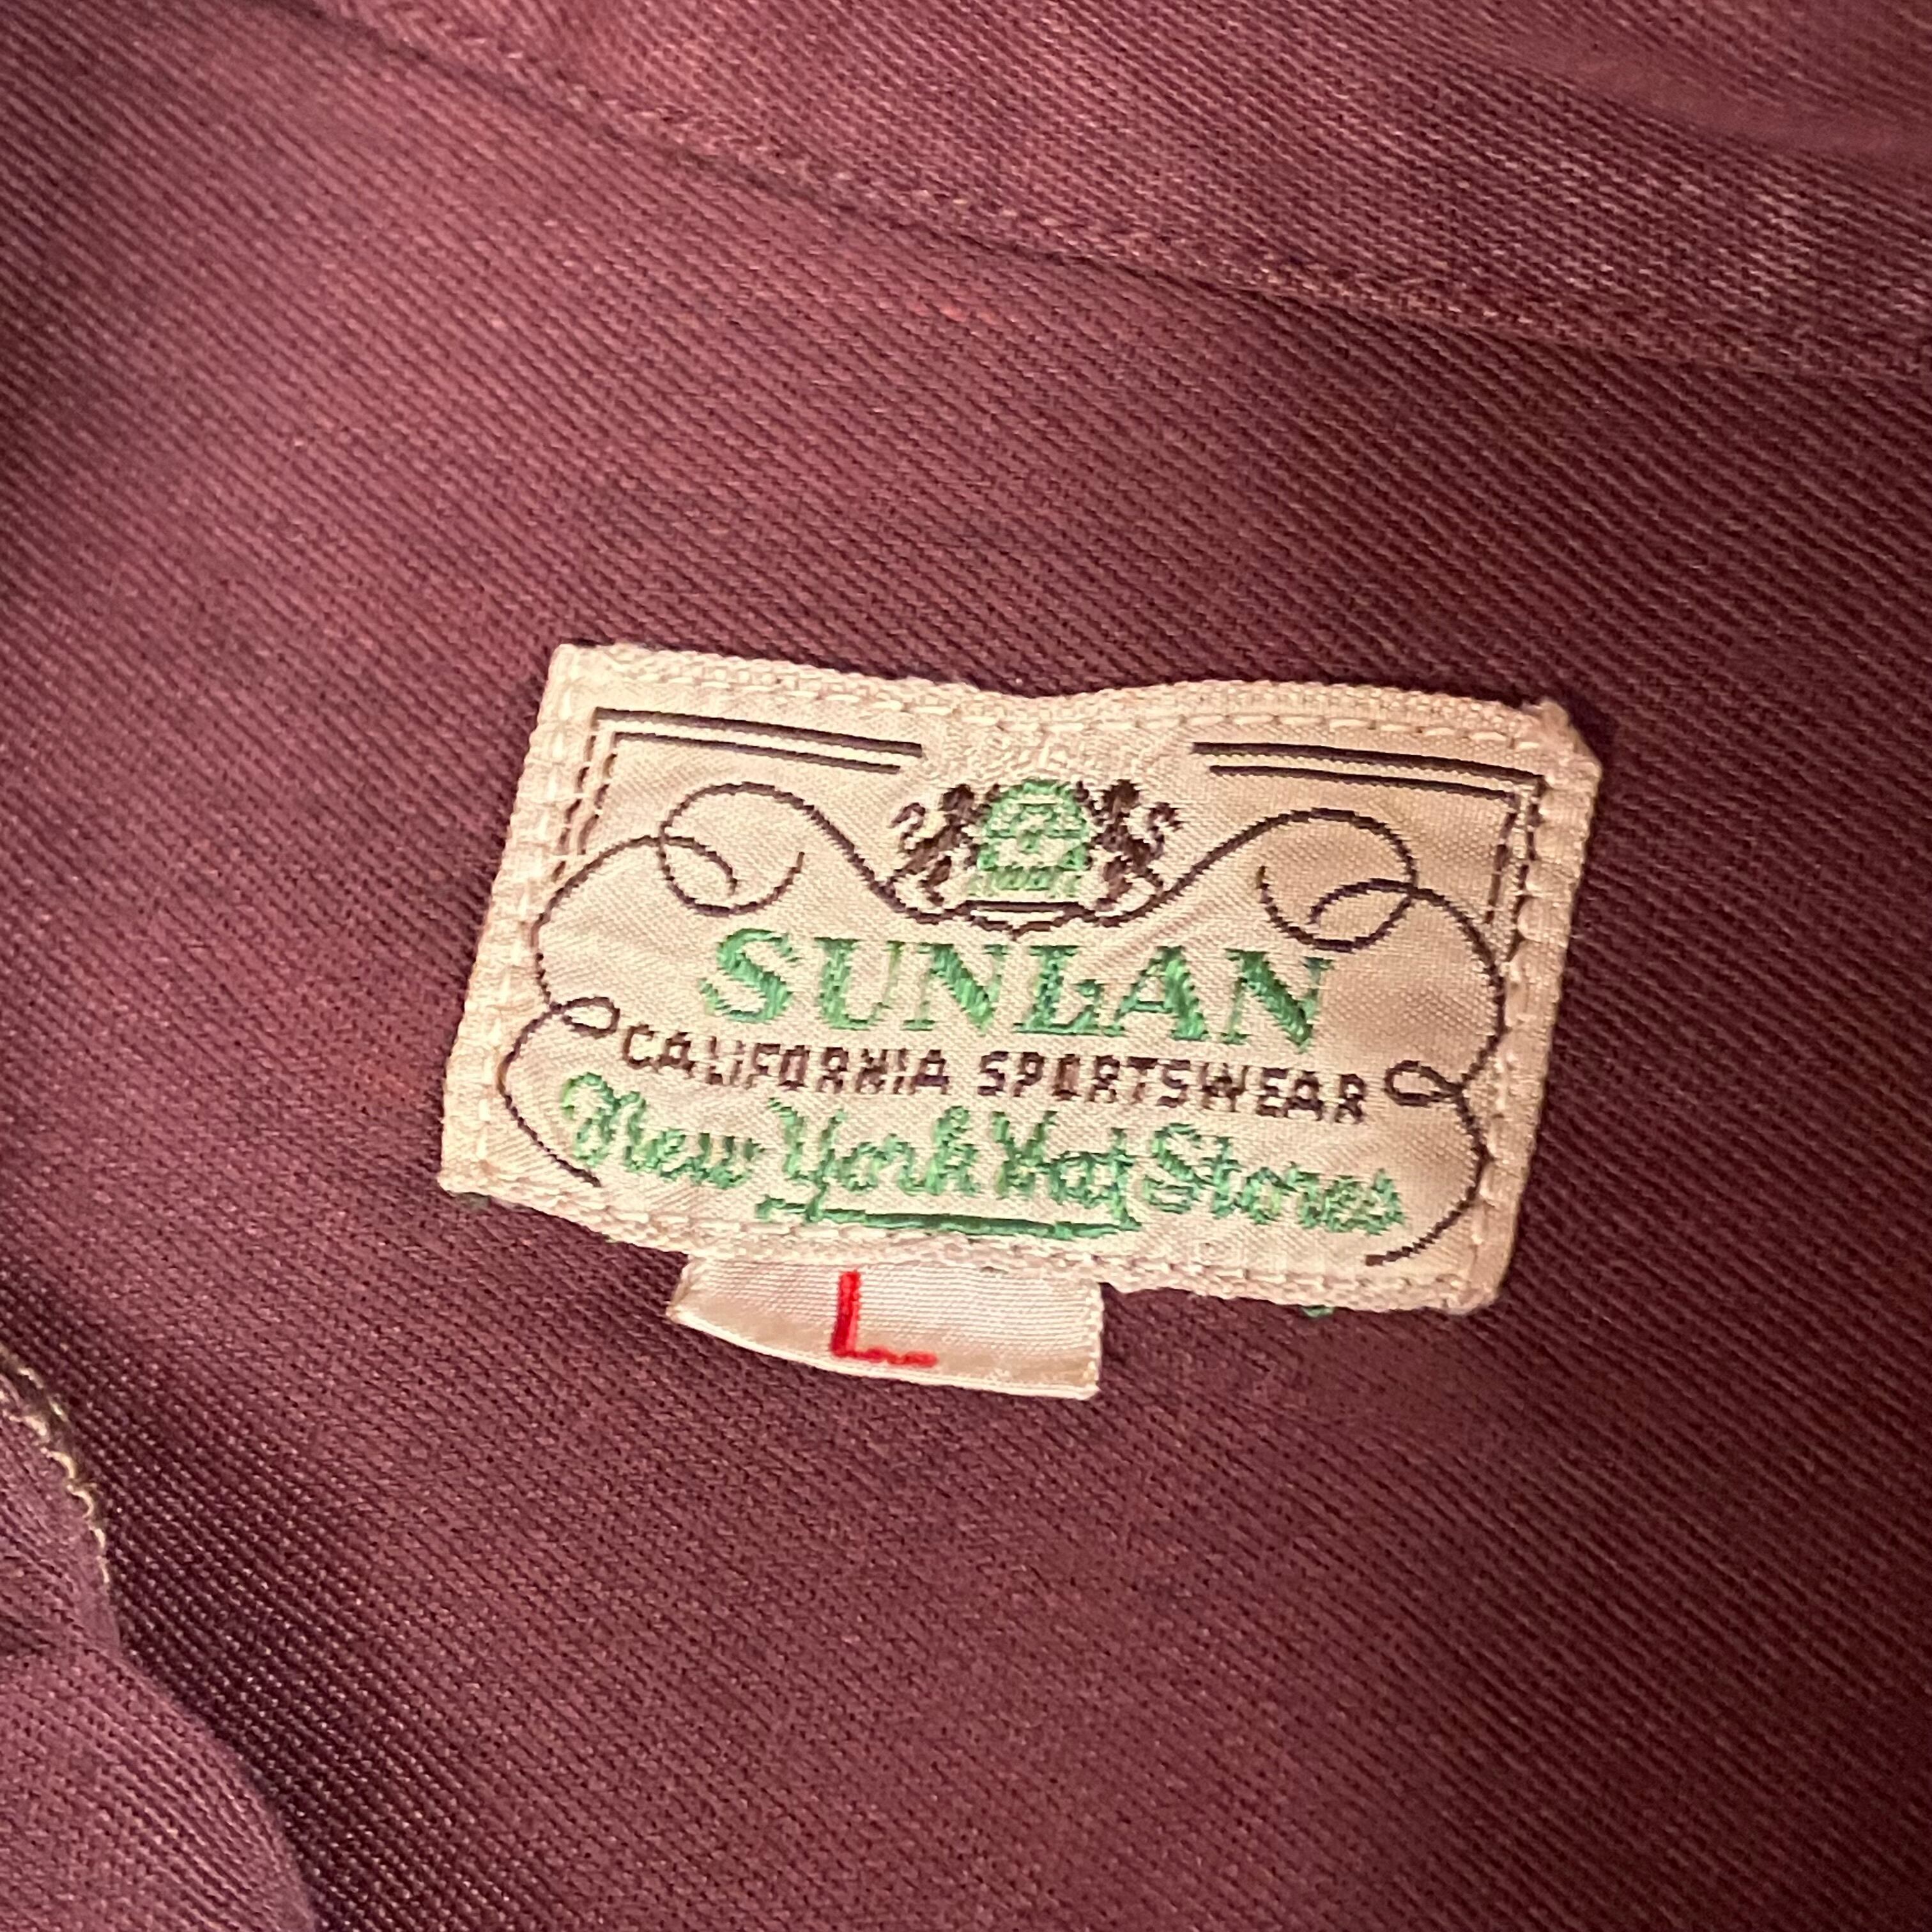 SUNLAN
CALIFORNIA SPORTSWEAR
New York Hat Stores
L